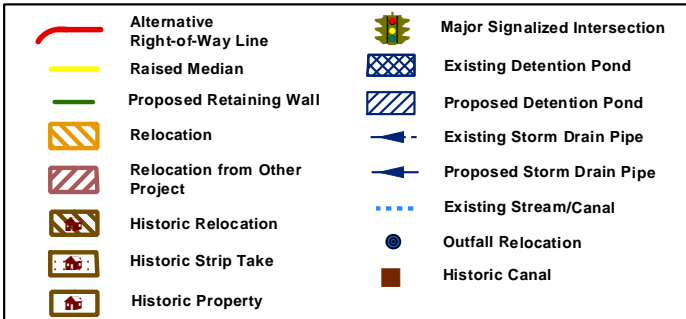 Alternative
Right-of-Way Line
Raised Median
Proposed Retaining Wall
Relocation
Relocation from Other
Project
Historic Relocation
Historic Strip Take
Historic Property
Major Signalized Intersection
Existing Detention Pond
Proposed Detention Pond
Existing Storm Drain Pipe
Proposed Storm Drain Pipe
Existing Stream/Canal
Outfall Relocation
Historic Canal